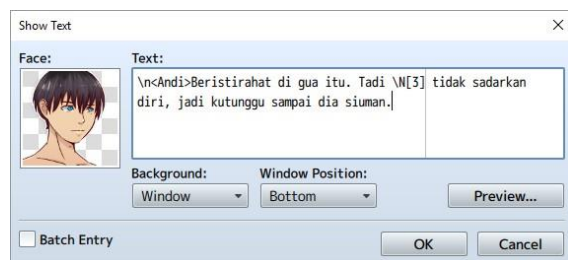 Show Text
Face:
Text:
\n<Andi>Beristirahat di gua itu. Tadi \N[3] tidak sadarkan
diri, jadi kutunggu sampai dia siuman.
Background:
Window Position:
Window
Bottom
Preview...
Batch Entry
OK
Cancel